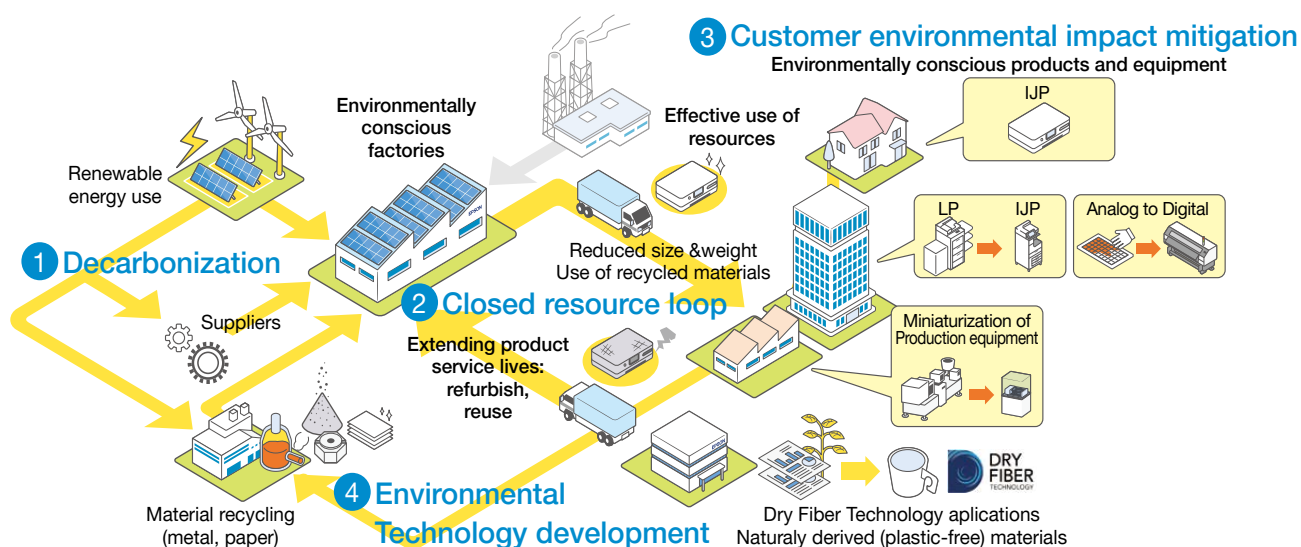 3 Customer environmental impact mitigation
Environmentally conscious products and equipment
IJP
Environmentally
conscious
factories
Effective use of
resources
Renewable
energy use
EPSON
LP
IJP
Analog to Digital
1 Decarbonization
Reduced size &weight
Use of recycled materials
2 Closed resource loop
Suppliers
Extending product
service lives:
refurbish,
reuse
Miniaturization of
Production equipment
EPSON
DRY
FIBER
TECHNOLOGY
4 Environmental
Technology development
Material recycling
(metal, paper)
Dry Fiber Technology aplications
Naturaly derived (plastic-free) materials